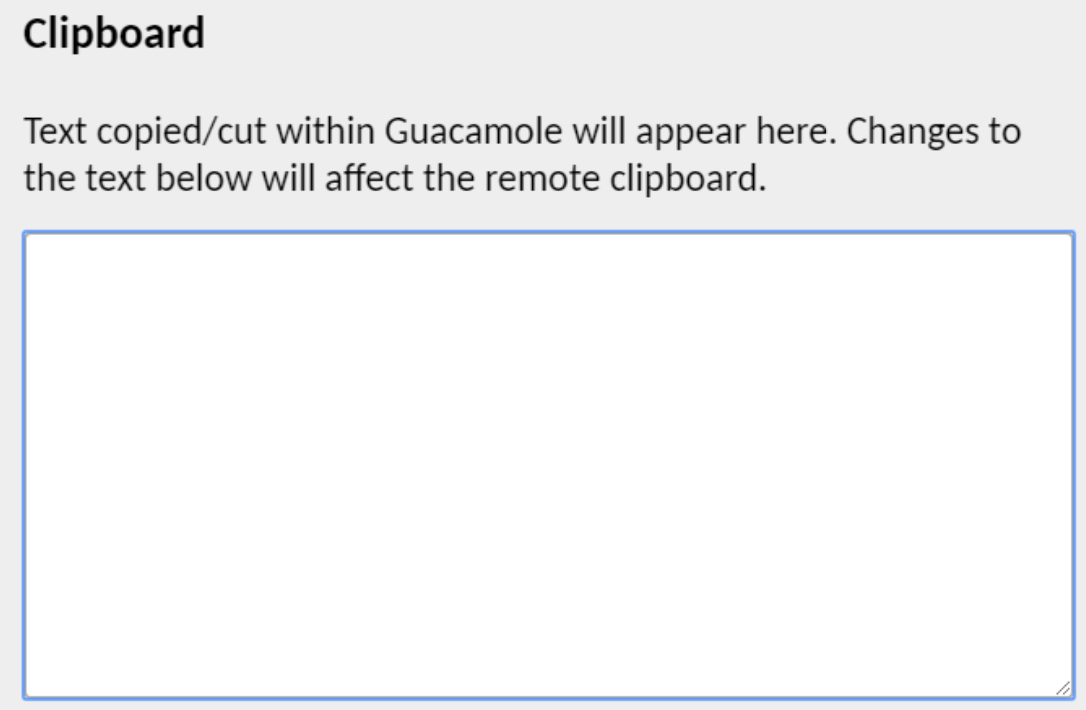 Clipboard
Text copied/cut within Guacamole will appear here. Changes to
the text below will affect the remote clipboard.